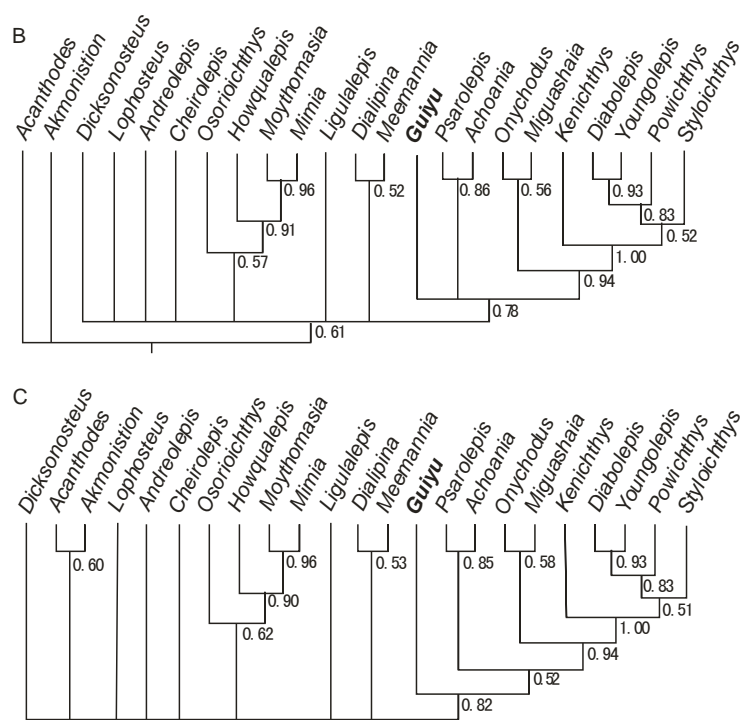 B
Acanthodes
Akmonistion
Dicksonosteus
Lophosteus
Andreolepis
Cheirolepis
Osorioichthys
Howqualepis
Moythomasia
Mimia
Ligulalepis
Dialipina
Meemannia
Guiyu
Psarolepis
Achoania
Onychodus
Miguashaia
Kenichthys
Diabolepis
Youngolepis
Powichthys
Styloichthys
0.96
0.52
0.86
0.56
0.93
0.83
0.91
0.52
0.57
1.00
0.94
0.78
0.61
C
Dicksonosteus
Acanthodes
Akmonistion
Lophosteus
Andreolepis
Cheirolepis
Osorioichthys
Howqualepis
Moythomasia
Mimia
Ligulalepis
Dialipina
Meemannia
Guiyu
Psarolepis
Achoania
Onychodus
Miguashaia
Kenichthys
Diabolepis
Youngolepis
Powichthys
Styloichthys
0.60
0.96
0.53
0.85
0.58
0.93
0.83
0.90
0.51
0.62
1.00
0.94
0.52
0.82